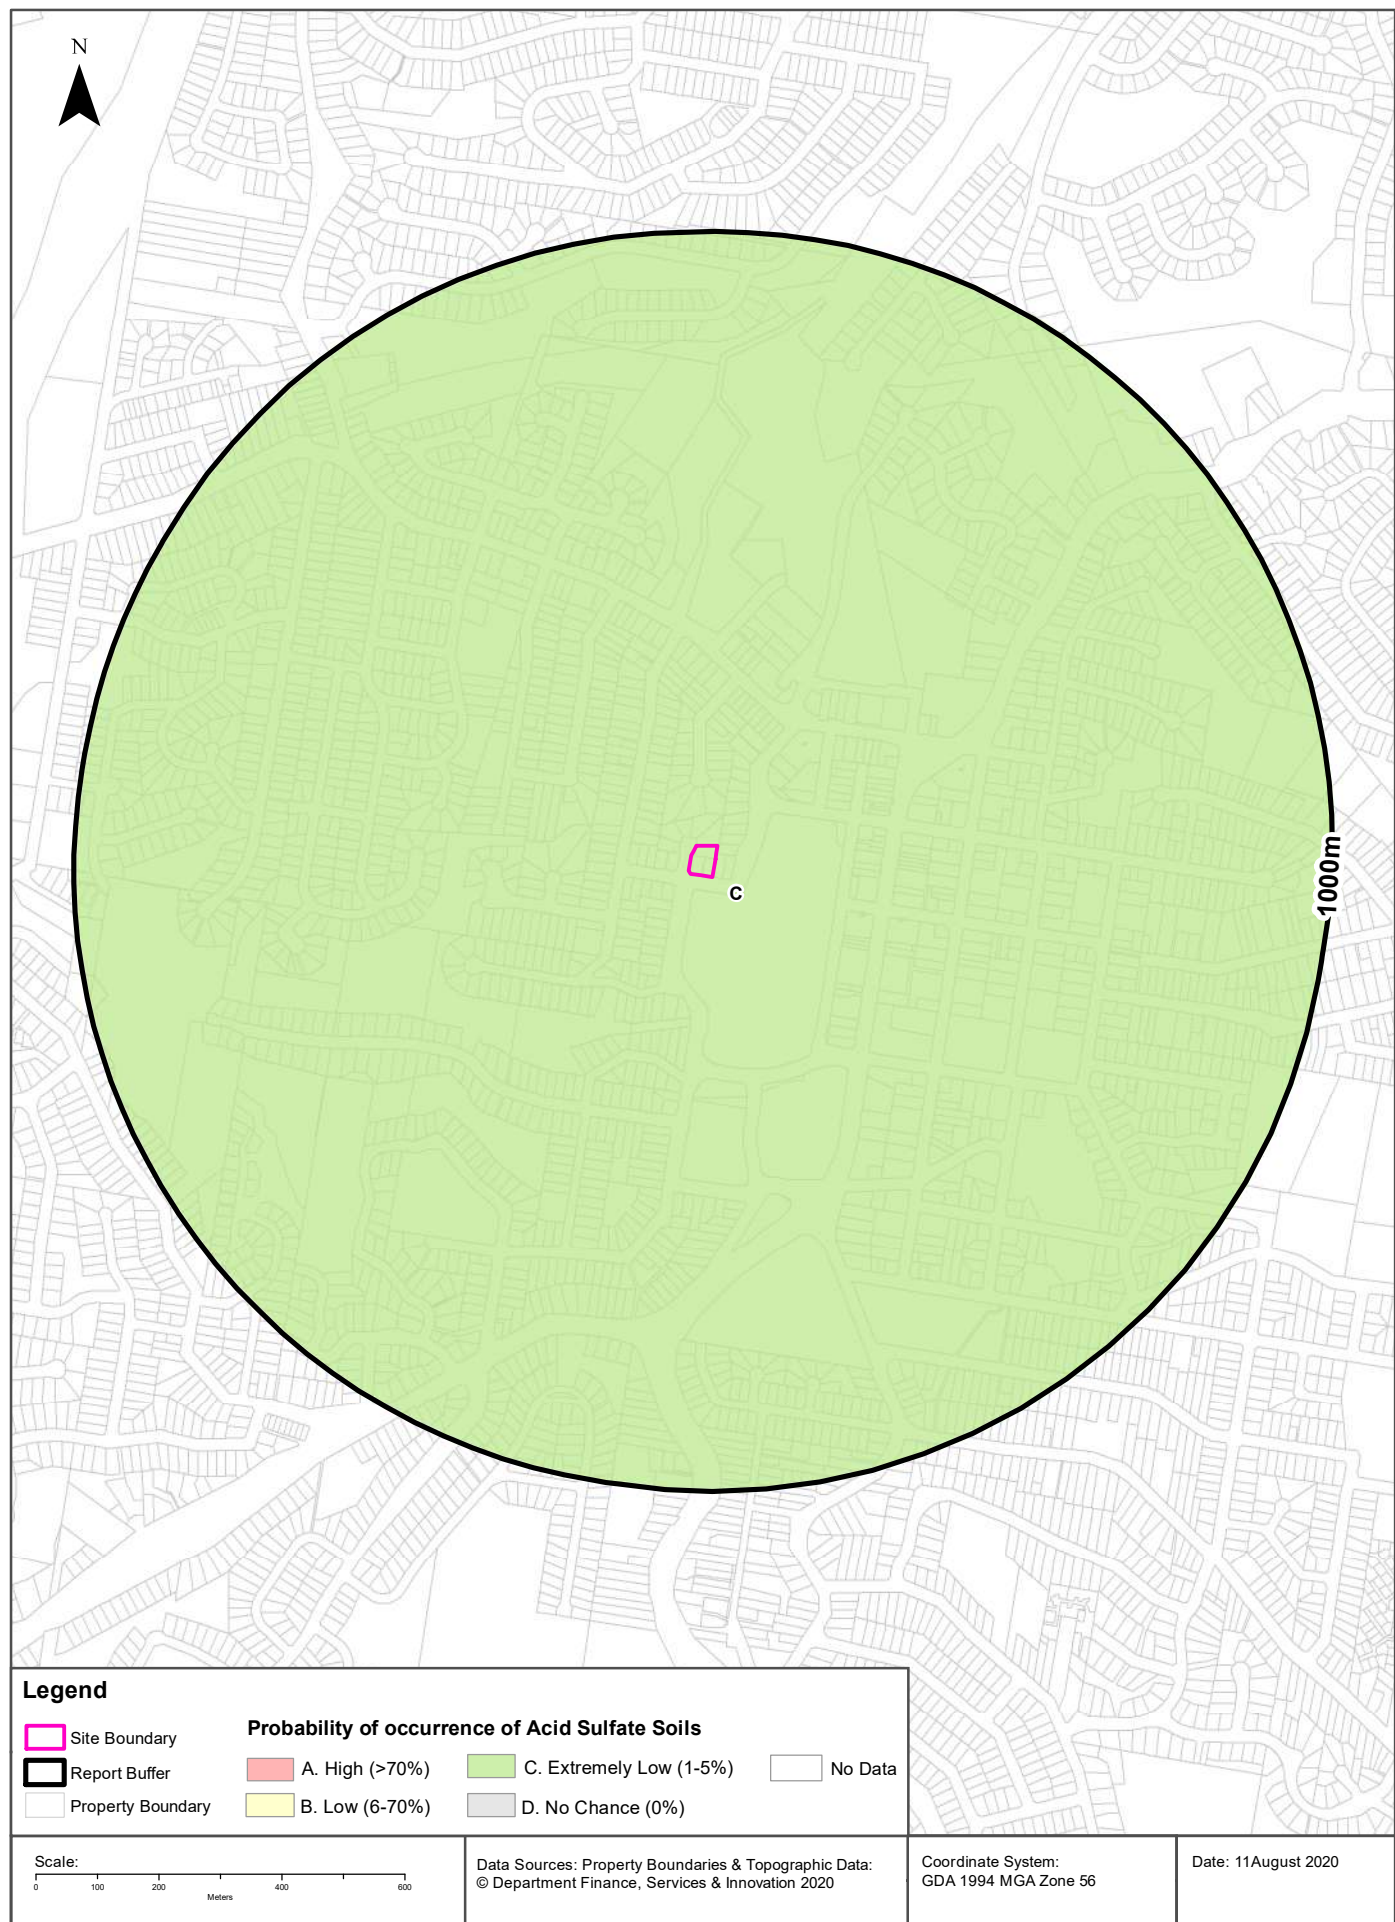 N
C
1000m
Legend
Site Boundary
Report Buffer
Property Boundary
Probability of occurrence of Acid Sulfate Soils
A. High (>70%)
B. Low (6-70%)
C. Extremely Low (1-5%)
D. No Chance (0%)
No Data
Scale:
0 100 200 400 600
Meters
Data Sources: Property Boundaries & Topographic Data:
© Department Finance, Services & Innovation 2020
Coordinate System:
GDA 1994 MGA Zone 56
Date: 11August 2020